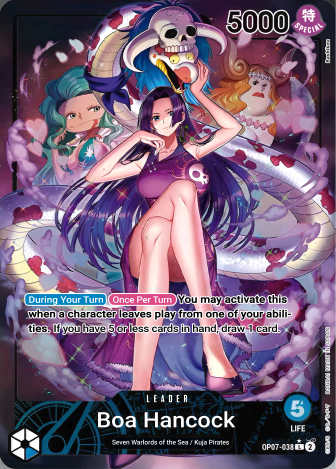 5000
特
SPECIAL
During Your Turn Once Per Turn You may activate this
when a character leaves play from one of your abili-
ties. If you have 5 or less cards in hand, draw 1 card.
LEADER
Boa Hancock
5
LIFE
Seven Warlords of the Sea / Kuja Pirates
OP07-038 L 2